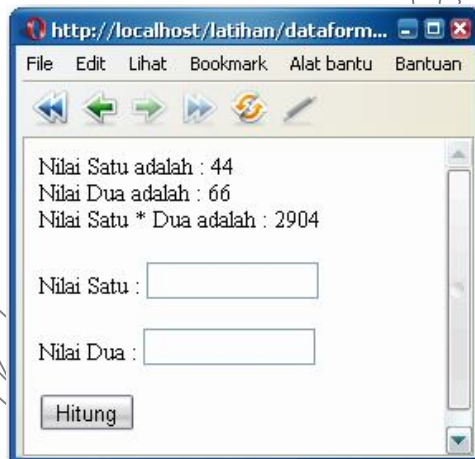 http://localhost/latihan/dataform...
File Edit Lihat Bookmark Alat bantu Bantuan
Nilai Satu adalah : 44
Nilai Dua adalah : 66
Nilai Satu * Dua adalah : 2904
Nilai Satu :
Nilai Dua :
Hitung